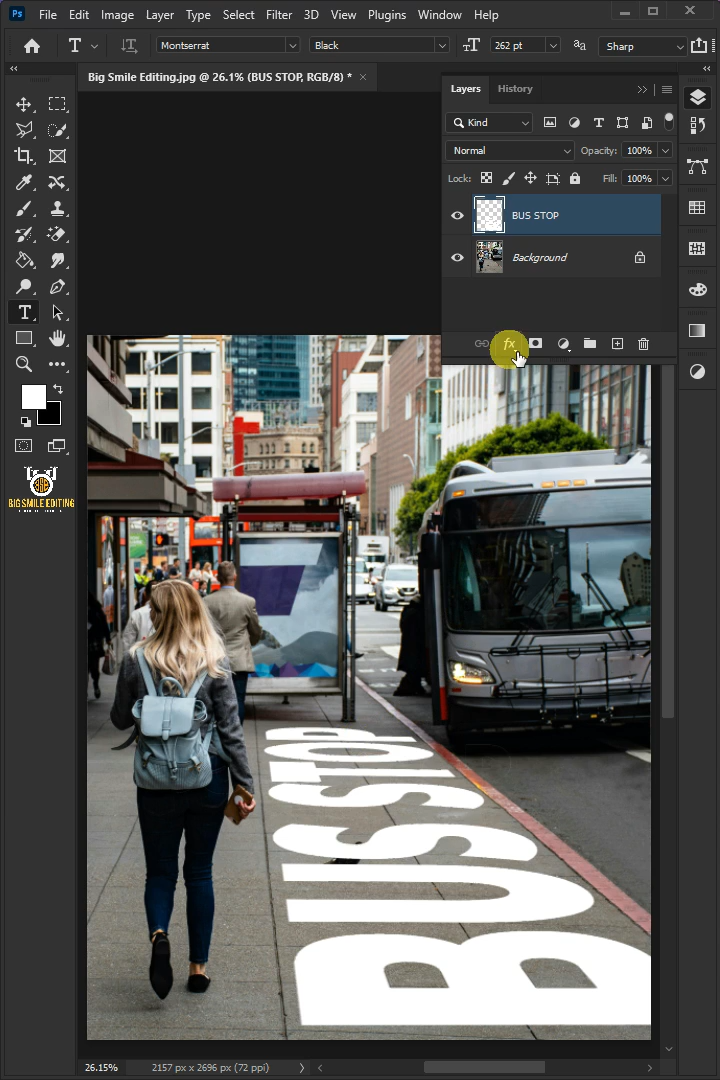 Ps File Edit Image Layer Type Select Filter 3D View Plugins Window Help
T Montserrat Black 262 pt aa Sharp
Big Smile Editing.jpg @ 26.1% (BUS STOP, RGB/8) *
Layers History
Kind
Normal Opacity: 100%
Lock: Fill: 100%
BUS STOP
Background
fx
BIG SMILE EDITING
BUS STOP
26.15% 2157 px x 2696 px (72 ppi)